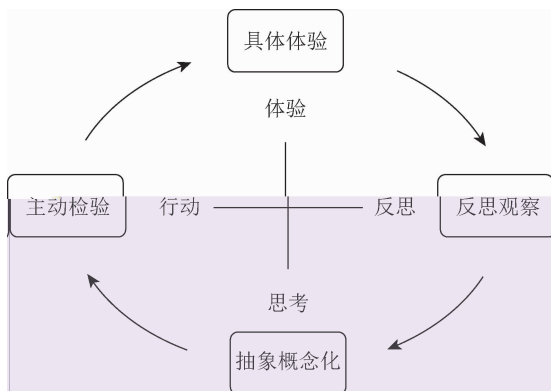 具体体验
体验
主动检验 行动 反思 反思观察
思考
抽象概念化